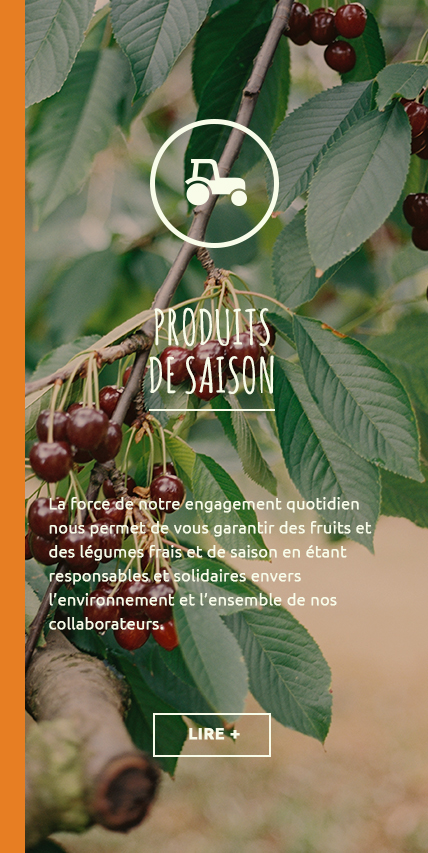 PRODUITS
DE SAISON
La force de notre engagement quotidien
nous permet de vous garantir des fruits et
des légumes frais et de saison en étant
responsables et solidaires envers
l'environnement et l'ensemble de nos
collaborateurs.
LIRE +